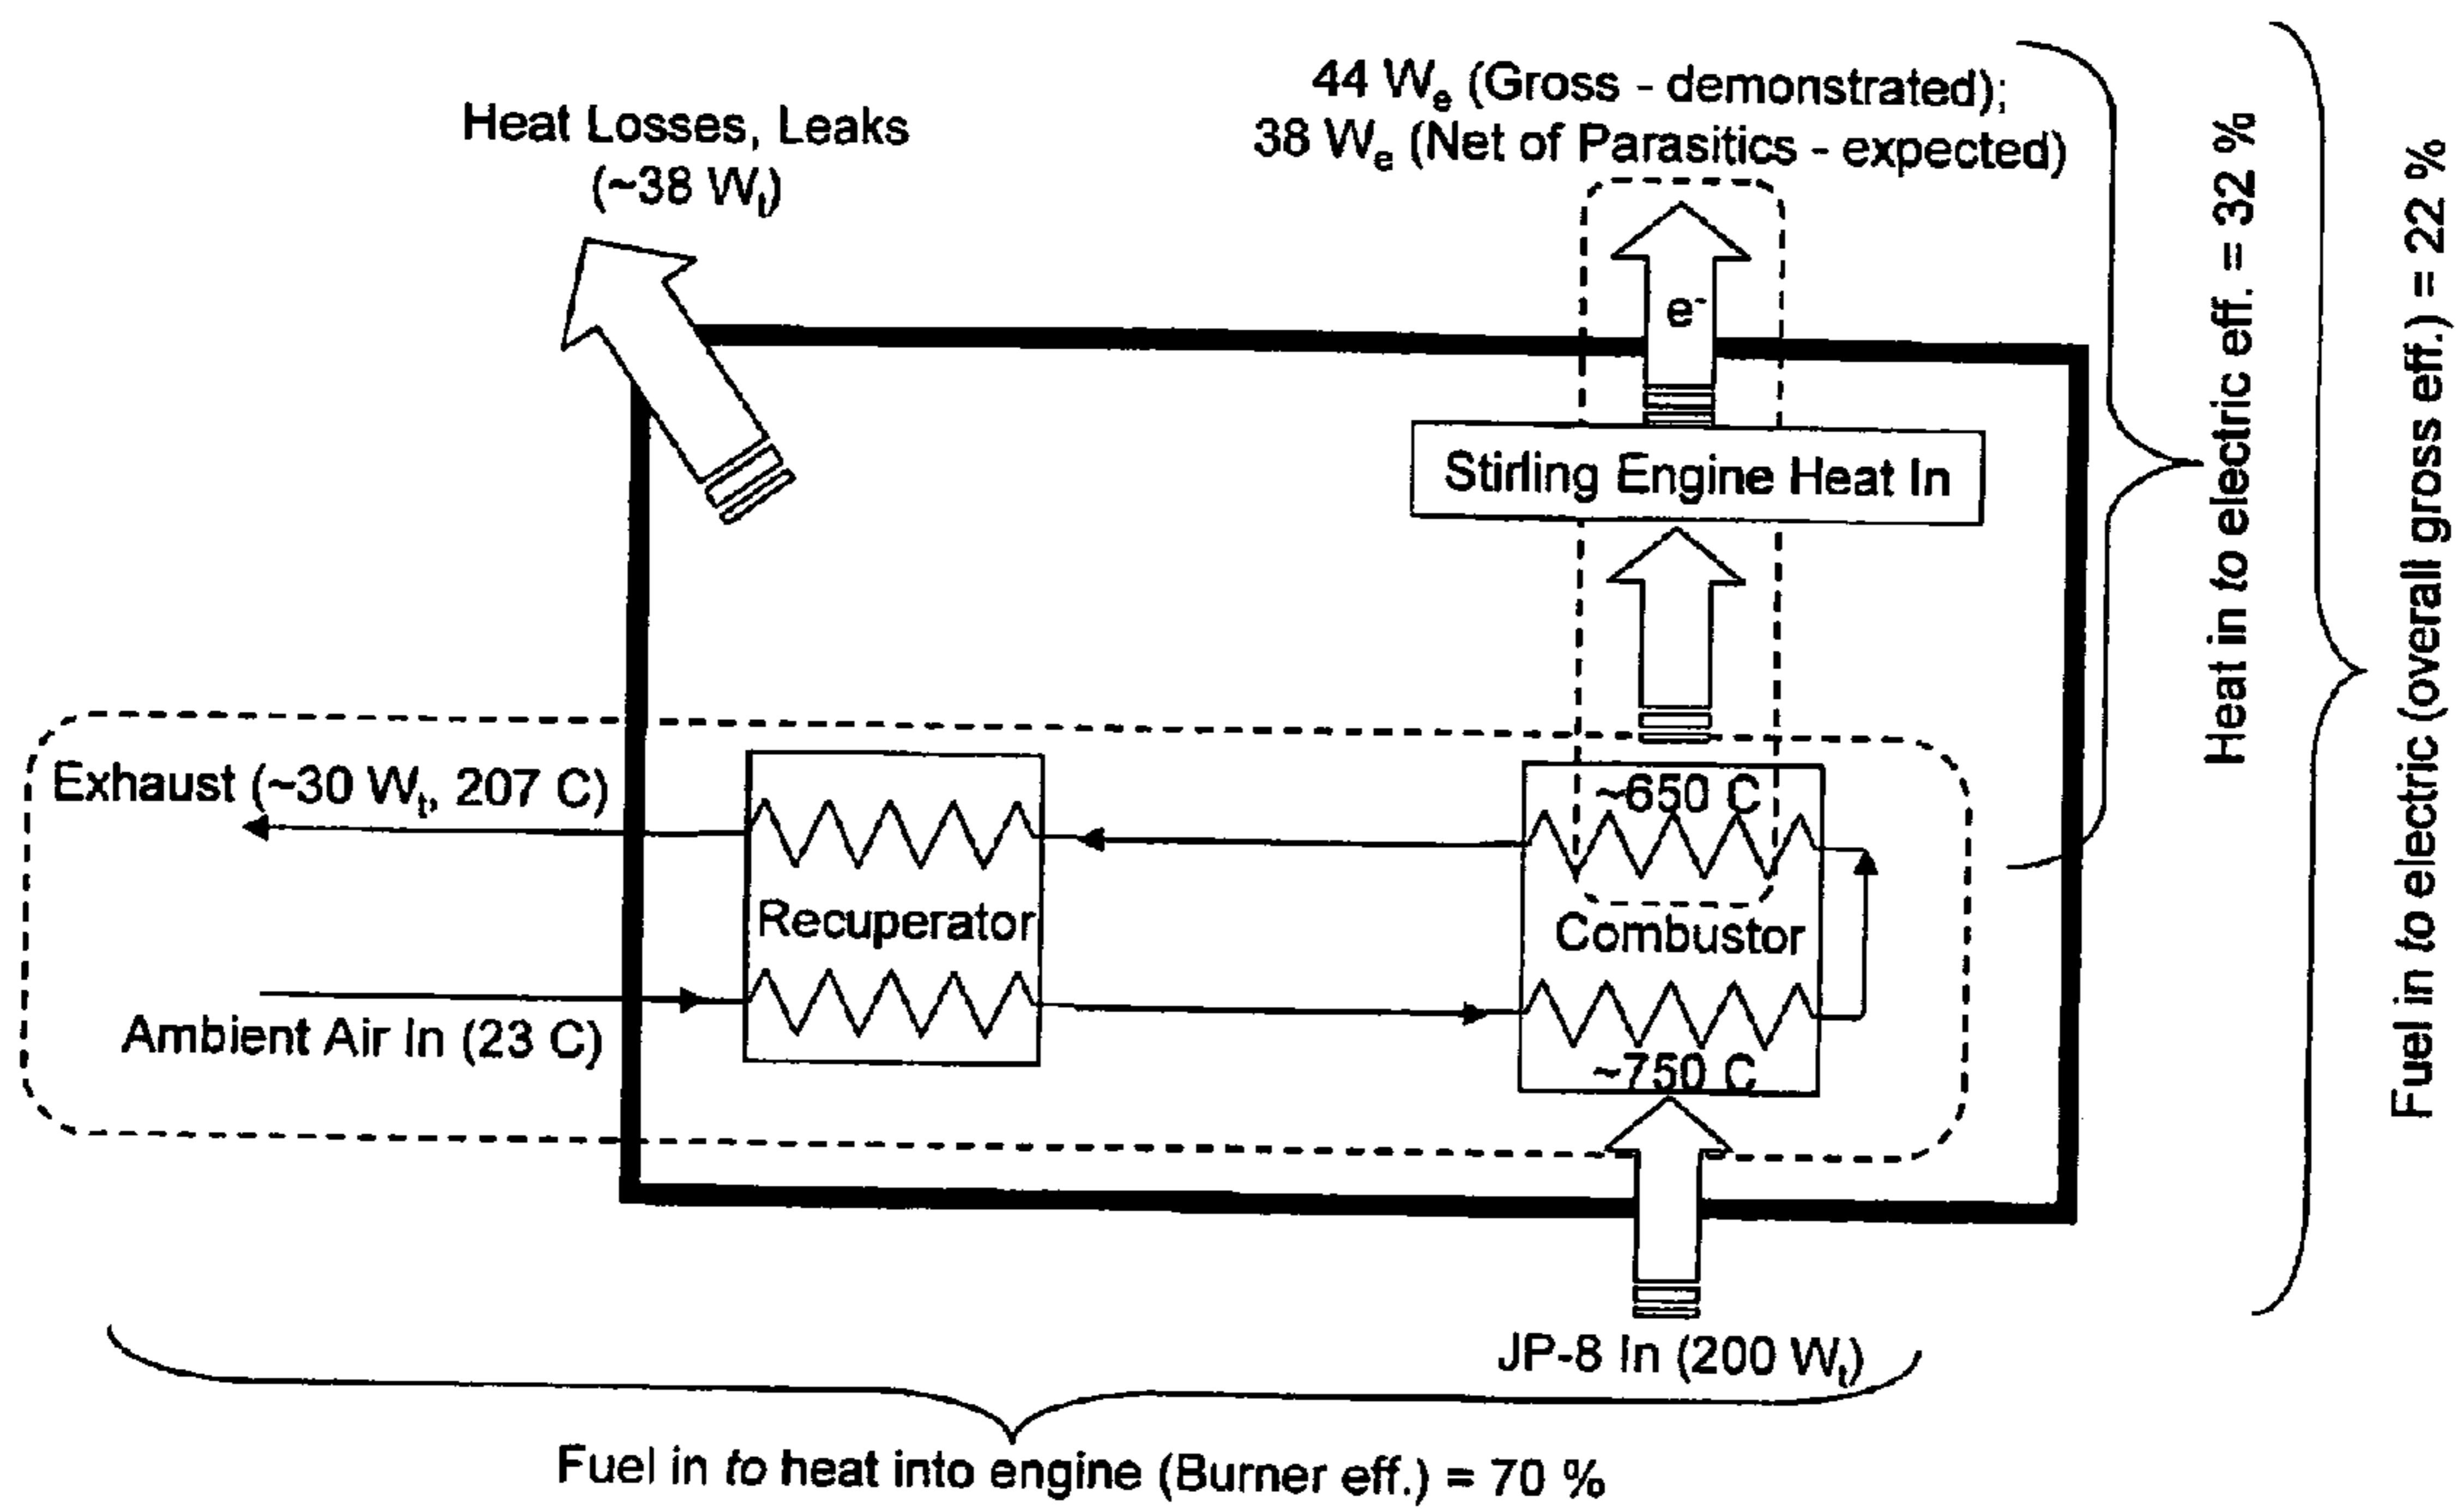 44 We (Gross - demonstrated);
38 We (Net of Parasitics - expected)
Heat Losses, Leaks
(~38 Wt)
e-
Stirling Engine Heat In
Heat in to electric eff. = 32 %
Fuel in to electric (overall gross eff.) = 22 %
Exhaust (~30 Wt, 207 C)
~650 C
Recuperator
Combustor
Ambient Air In (23 C)
~750 C
JP-8 In (200 Wt)
Fuel in to heat into engine (Burner eff.) = 70 %